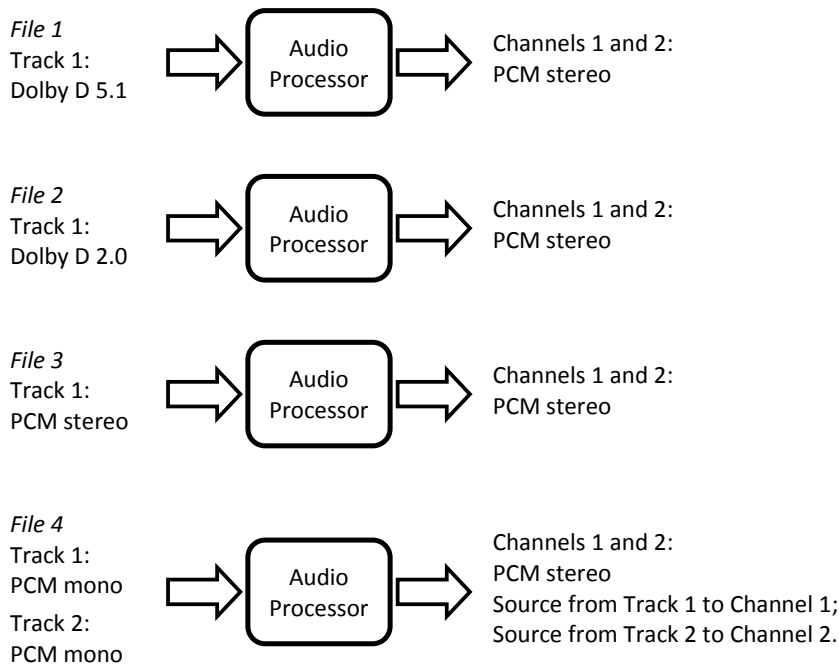 File 1
Track 1:
Dolby D 5.1
Audio
Processor
Channels 1 and 2:
PCM stereo
File 2
Track 1:
Dolby D 2.0
Audio
Processor
Channels 1 and 2:
PCM stereo
File 3
Track 1:
PCM stereo
Audio
Processor
Channels 1 and 2:
PCM stereo
File 4
Track 1:
PCM mono
Track 2:
PCM mono
Audio
Processor
Channels 1 and 2:
PCM stereo
Source from Track 1 to Channel 1;
Source from Track 2 to Channel 2.